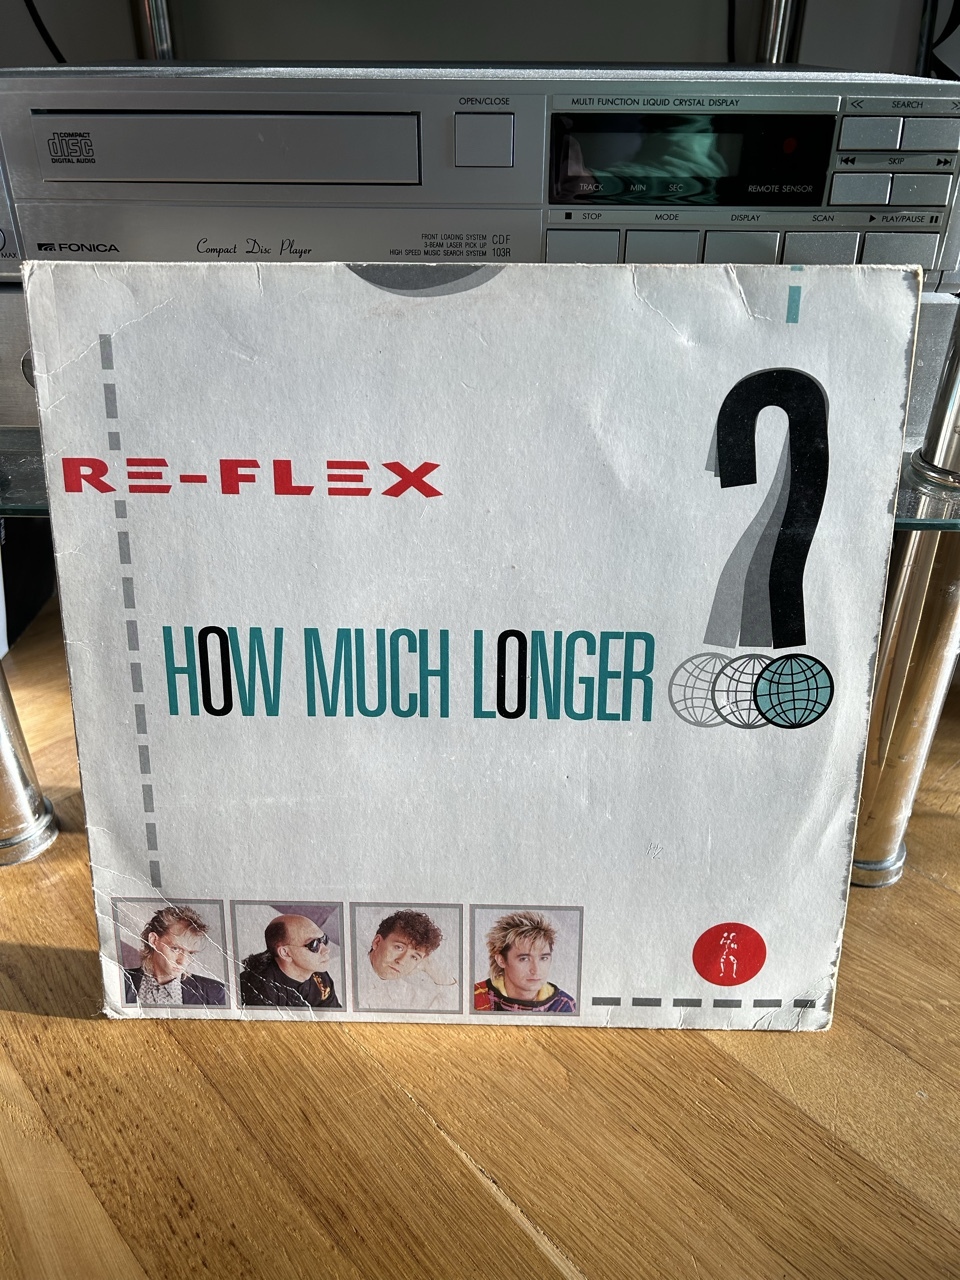 OPEN/CLOSE
MULTI FUNCTION LIQUID CRYSTAL DISPLAY
SEARCH
COMPACT
disc
DIGITAL AUDIO
SKIP
TRACK MIN SEC REMOTE SENSOR
STOP MODE DISPLAY SCAN PLAY/PAUSE
FONICA
Compact Disc Player
FRONT LOADING SYSTEM
3-BEAM LASER PICK UP
HIGH SPEED MUSIC SEARCH SYSTEM
CDF
103R
MAX
RE-FLEX
HOW MUCH LONGER ?